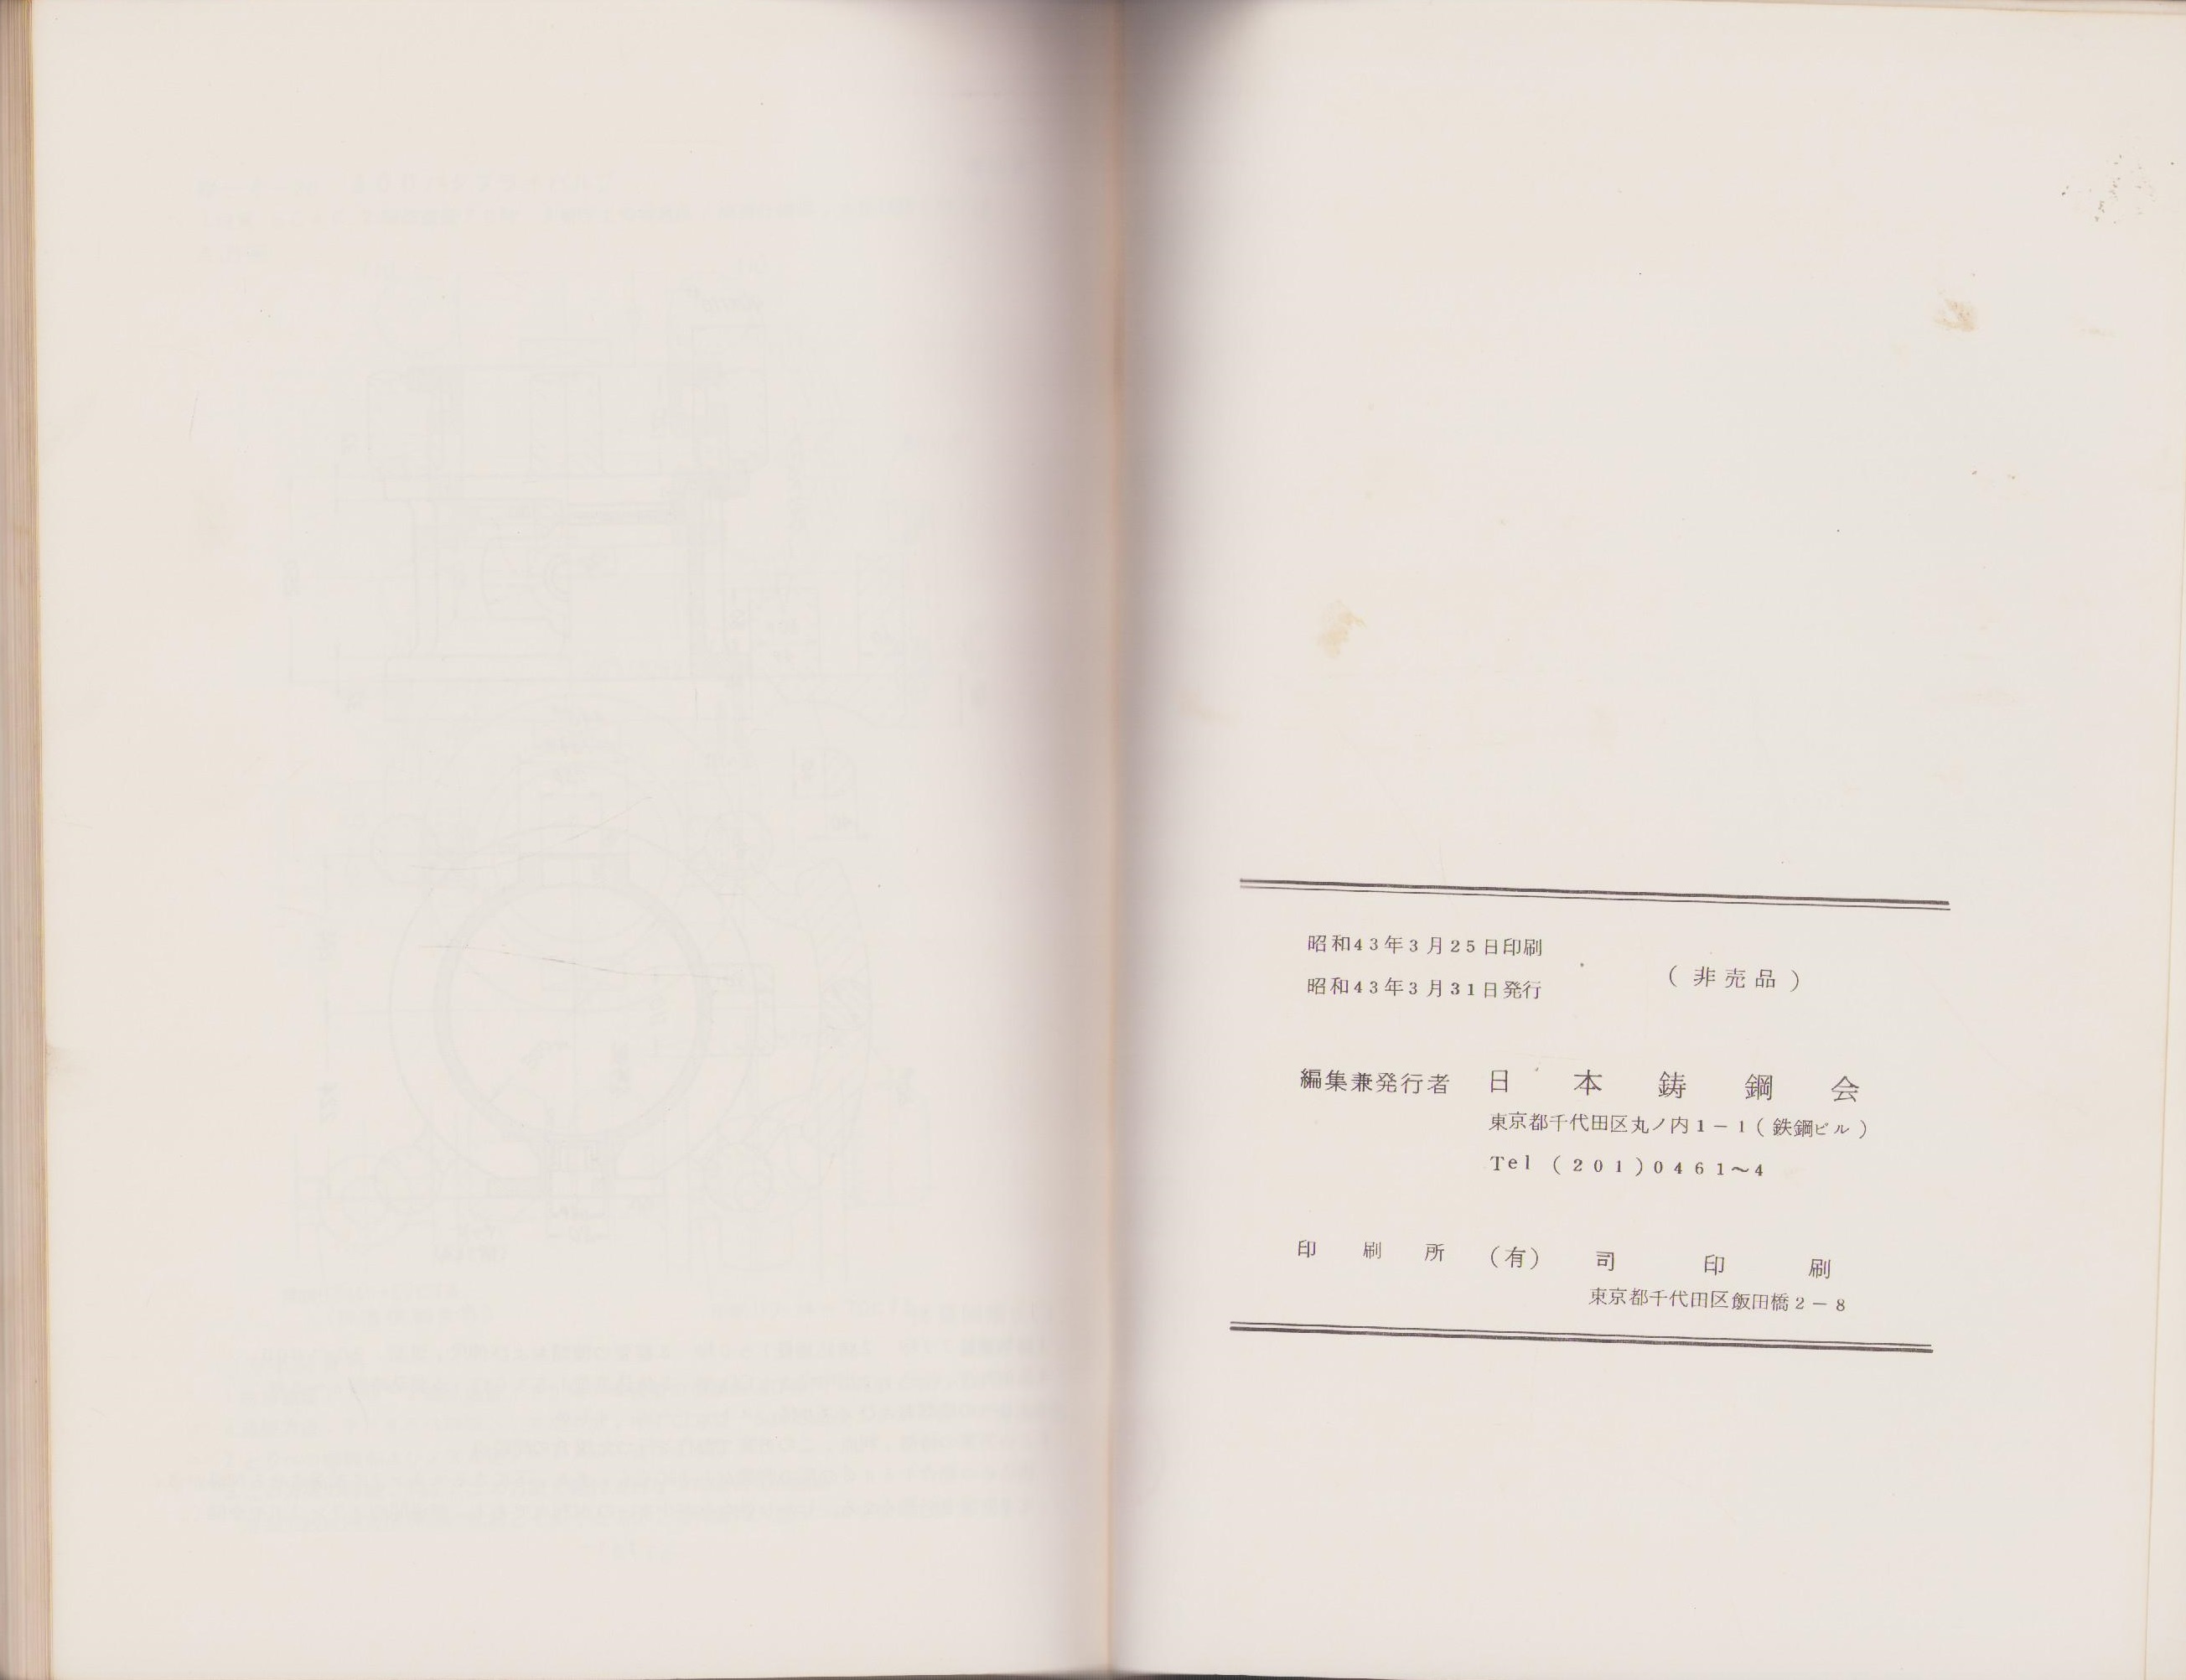 昭和43年3月25日印刷
昭和43年3月31日発行
(非売品)
編集兼発行者 日本鋳鋼会
東京都千代田区丸ノ内1-1(鉄鋼ビル)
Tel (201)0461～4
印刷所 (有) 司印刷
東京都千代田区飯田橋2-8